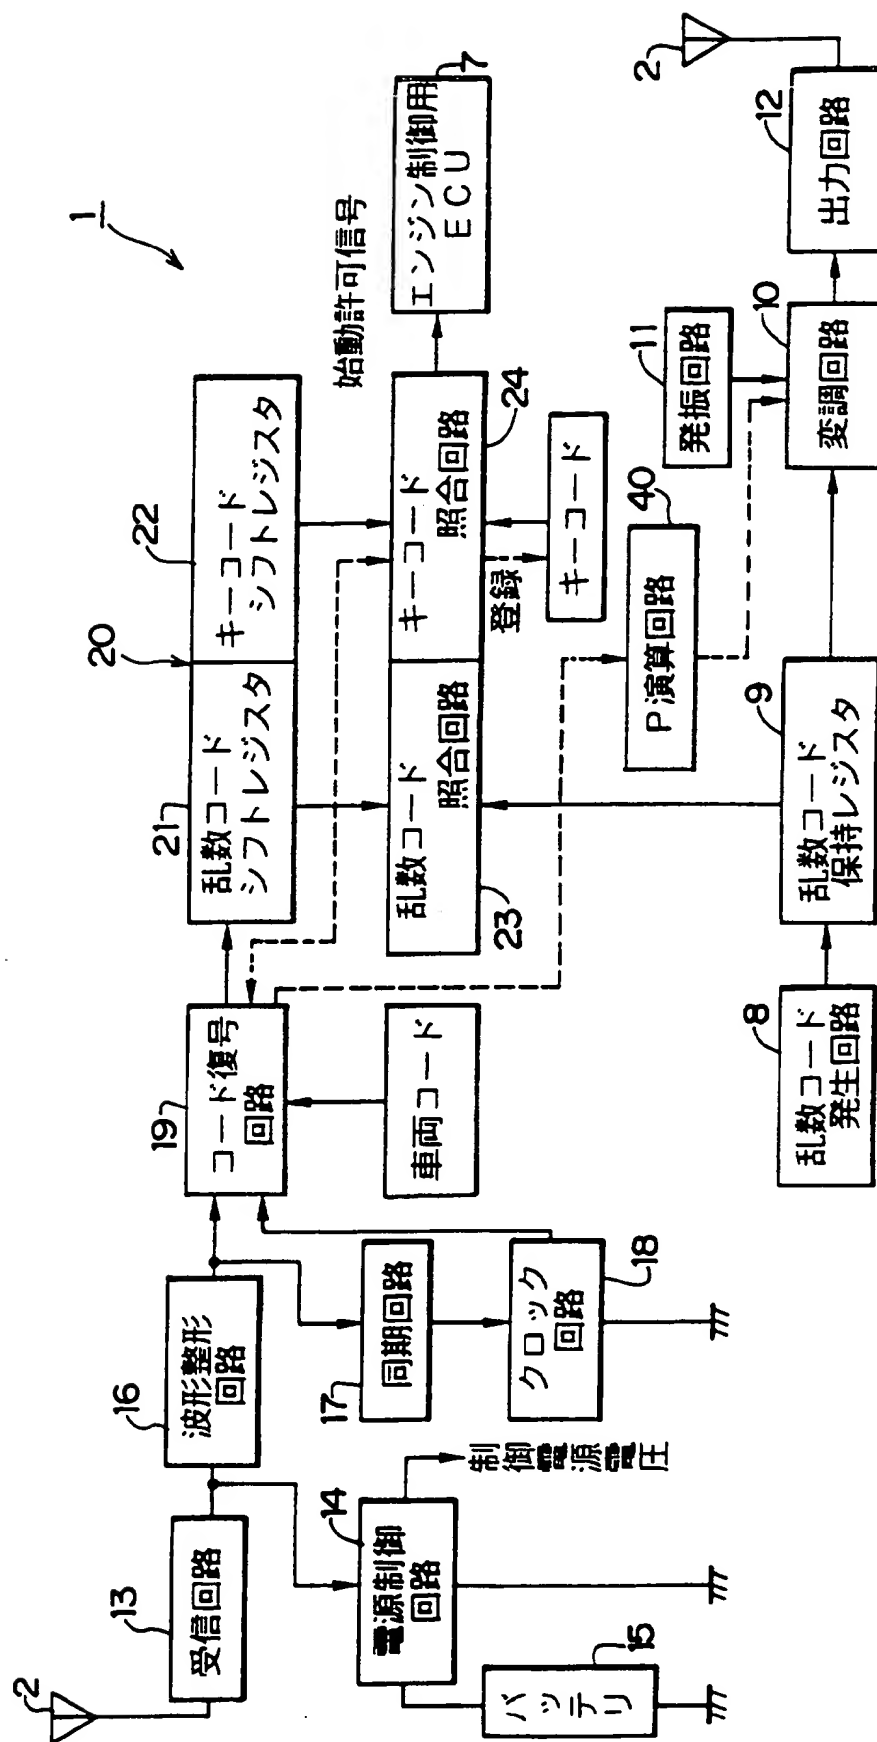 1
2
13
受信回路
16
波形整形
回路
19
コード復号
回路
21
乱数コード
シフトレジスタ
20
22
キーコード
シフトレジスタ
始動許可信号
14
電源制御
回路
制御電源電圧
15
バッテリ
17
同期回路
18
クロック
回路
車両コード
23
乱数コード
照合回路
キーコード
照合回路
24
エンジン制御用
ECU
7
登録
キーコード
P演算回路
40
11
発振回路
8
乱数コード
発生回路
9
乱数コード
保持レジスタ
10
変調回路
12
出力回路
2